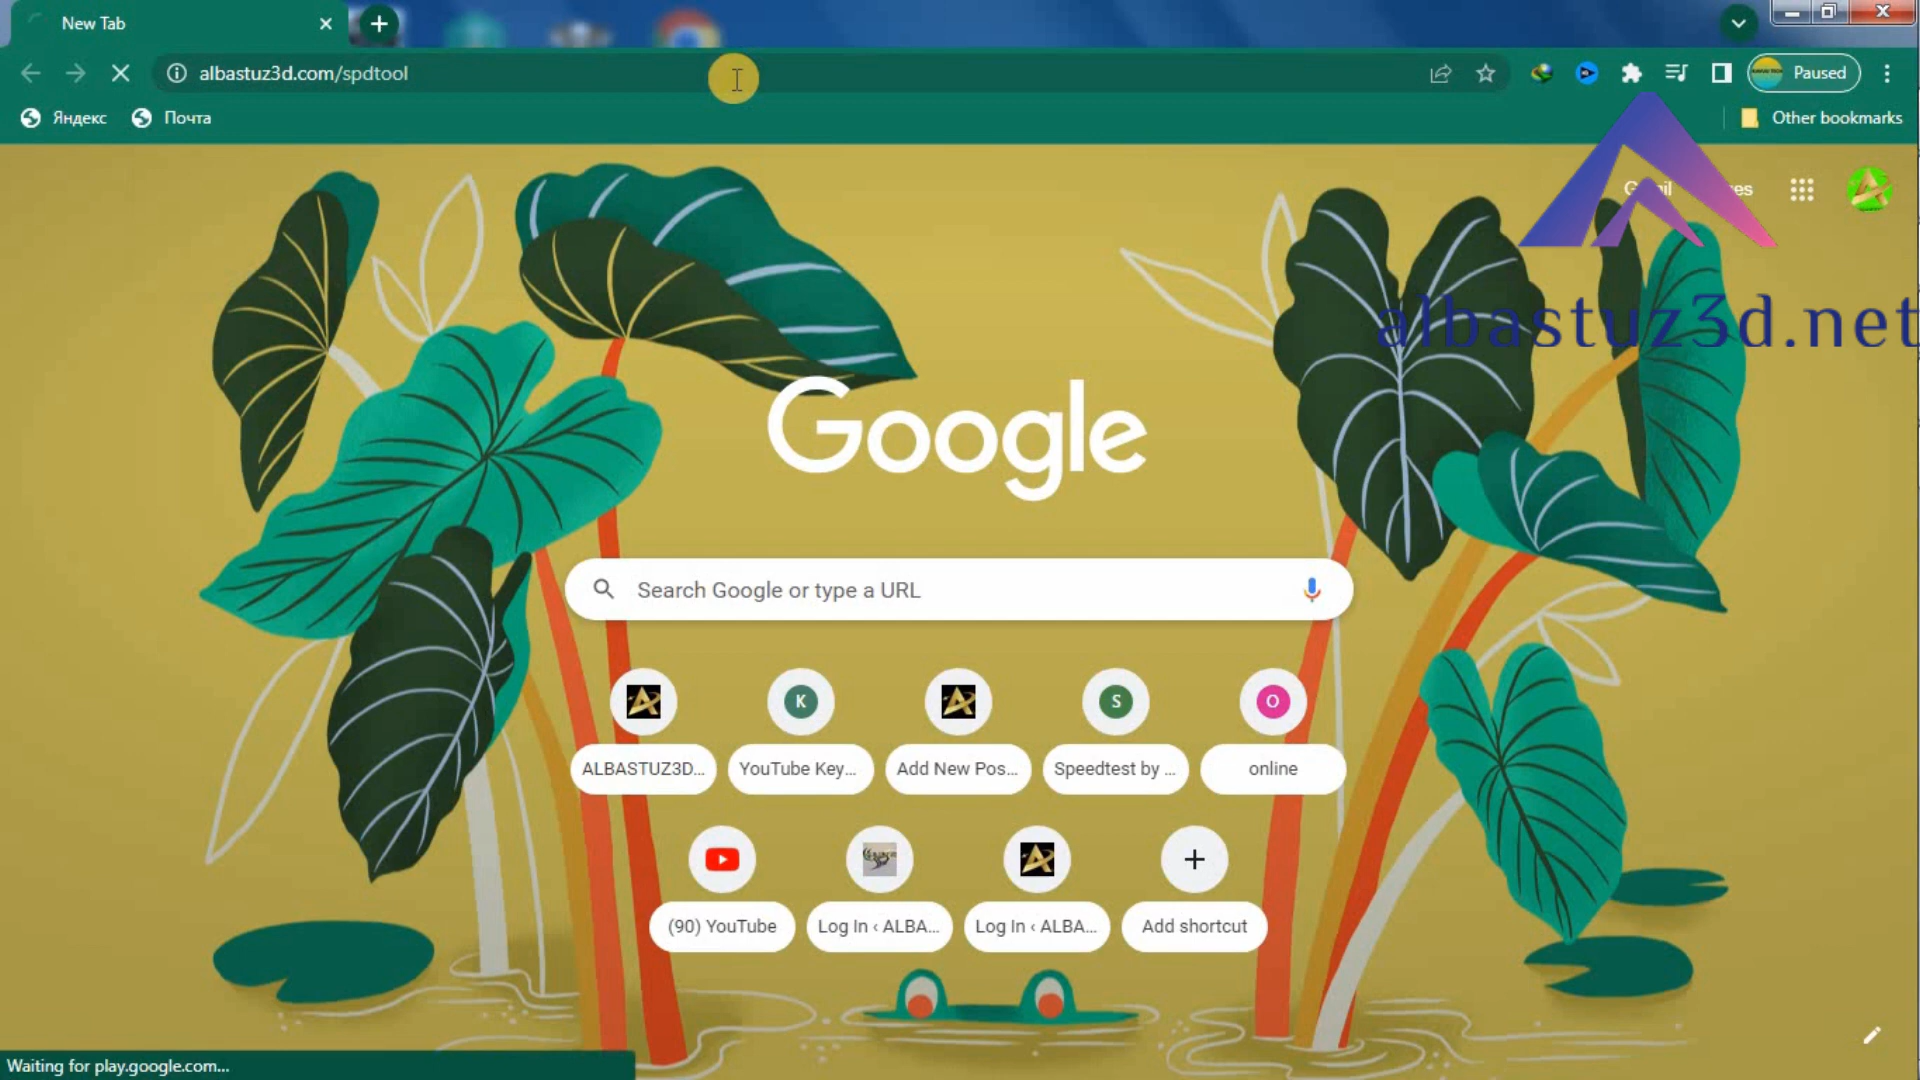 New Tab
albastuz3d.com/spdtool
Paused
Яндекс
Почта
Other bookmarks
albastuz3d.net
Google
Search Google or type a URL
K
S
O
ALBASTUZ3D...
YouTube Key...
Add New Pos...
Speedtest by ...
online
(90) YouTube
Log In ‹ ALBA...
Log In ‹ ALBA...
Add shortcut
Waiting for play.google.com...